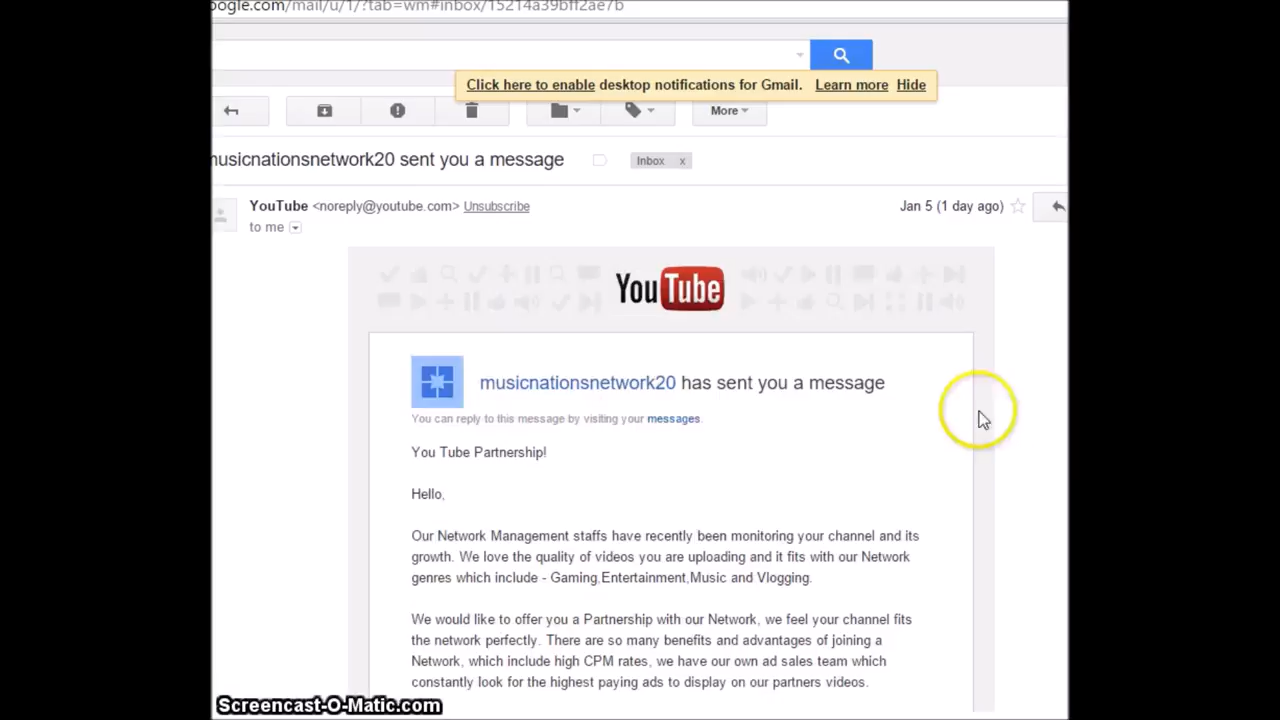 oogle.com/mail/u/1/?tab=wm#inbox/15214a39bff2ae7b
Click here to enable desktop notifications for Gmail. Learn more Hide
More
musicnationsnetwork20 sent you a message Inbox x
YouTube <noreply@youtube.com> Unsubscribe Jan 5 (1 day ago)
to me
YouTube
musicnationsnetwork20 has sent you a message
You can reply to this message by visiting your messages.
You Tube Partnership!
Hello,
Our Network Management staffs have recently been monitoring your channel and its
growth. We love the quality of videos you are uploading and it fits with our Network
genres which include - Gaming,Entertainment,Music and Vlogging.
We would like to offer you a Partnership with our Network, we feel your channel fits
the network perfectly. There are so many benefits and advantages of joining a
Network, which include high CPM rates, we have our own ad sales team which
constantly look for the highest paying ads to display on our partners videos.
Screencast-O-Matic.com